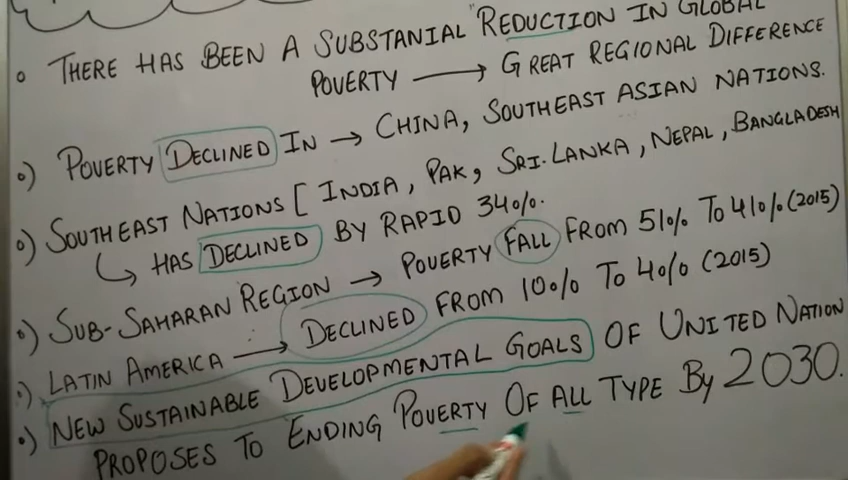 THERE HAS BEEN A SUBSTANIAL "REDUCTION IN GLOBAL
POVERTY → GREAT REGIONAL DIFFERENCE
POVERTY DECLINED IN → CHINA, SOUTHEAST ASIAN NATIONS.
SOUTHEAST NATIONS [ INDIA, PAK, SRI.LANKA, NEPAL, BANGLADESH
↳ HAS DECLINED BY RAPID 34%.
SUB-SAHARAN REGION → POVERTY FALL FROM 51% TO 41% (2015)
LATIN AMERICA → DECLINED FROM 10% TO 4% (2015)
NEW SUSTAINABLE DEVELOPMENTAL GOALS OF UNITED NATION
PROPOSES TO ENDING POVERTY OF ALL TYPE BY 2030.